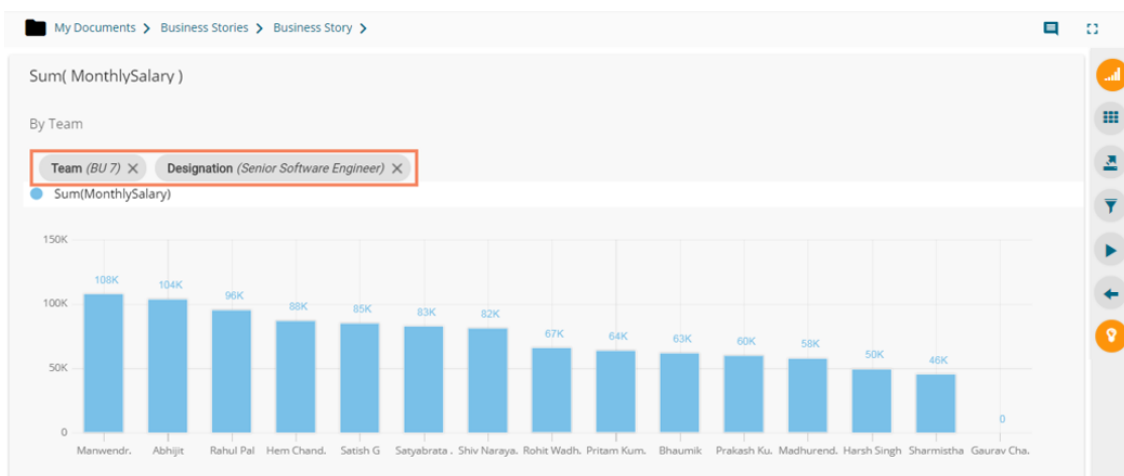 My Documents > Business Stories > Business Story >
Sum( MonthlySalary )
By Team
Team (BU 7) × Designation (Senior Software Engineer) ×
Sum(MonthlySalary)
150K
108K 104K 96K 88K 85K 83K 82K 67K 64K 63K 60K 58K 50K 46K 0
100K
50K
0
Manwendr. Abhijit Rahul Pal Hem Chand. Satish G Satyabrata . Shiv Naraya. Rohit Wadh. Pritam Kum. Bhaumik Prakash Ku. Madhurend. Harsh Singh Sharmistha Gaurav Cha.